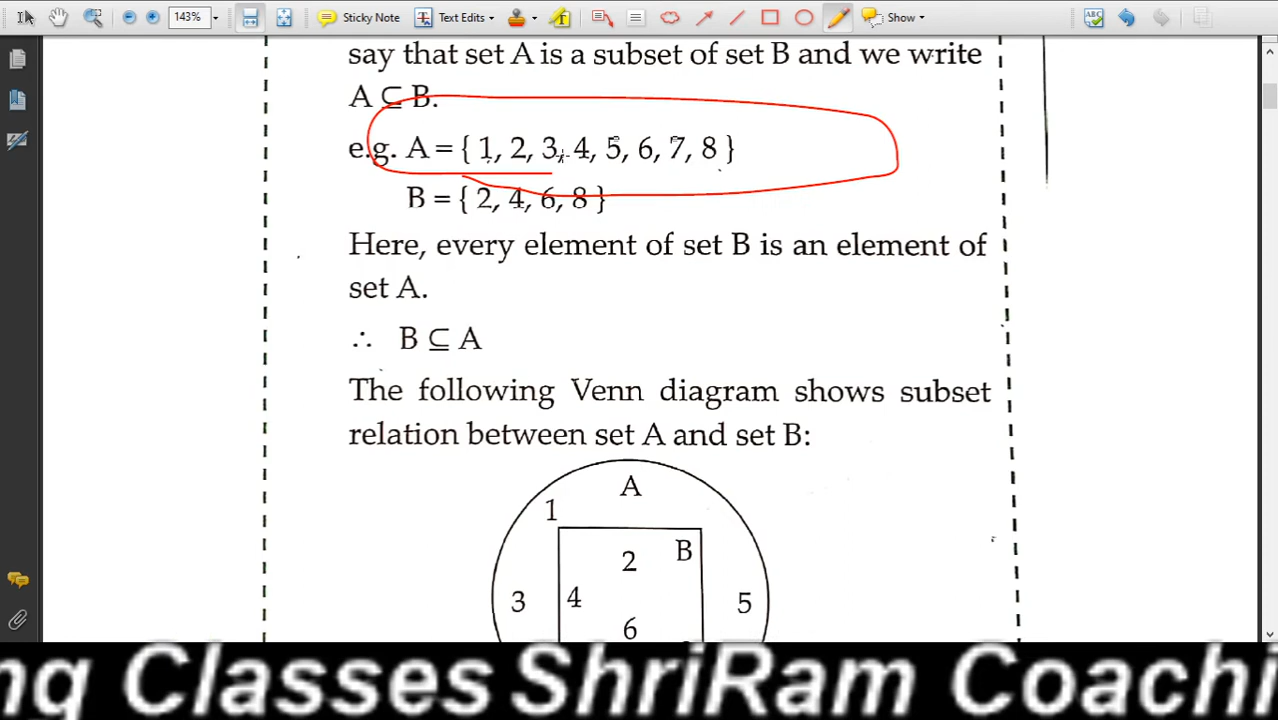 143% Sticky Note Text Edits T ABC Show
say that set A is a subset of set B and we write
A ⊆ B.
e.g. A = { 1, 2, 3, 4, 5, 6, 7, 8 }
B = { 2, 4, 6, 8 }
Here, every element of set B is an element of
set A.
∴ B ⊆ A
The following Venn diagram shows subset
relation between set A and set B:
A
1
B
2
3 4 5
6
ng Classes ShriRam Coachi